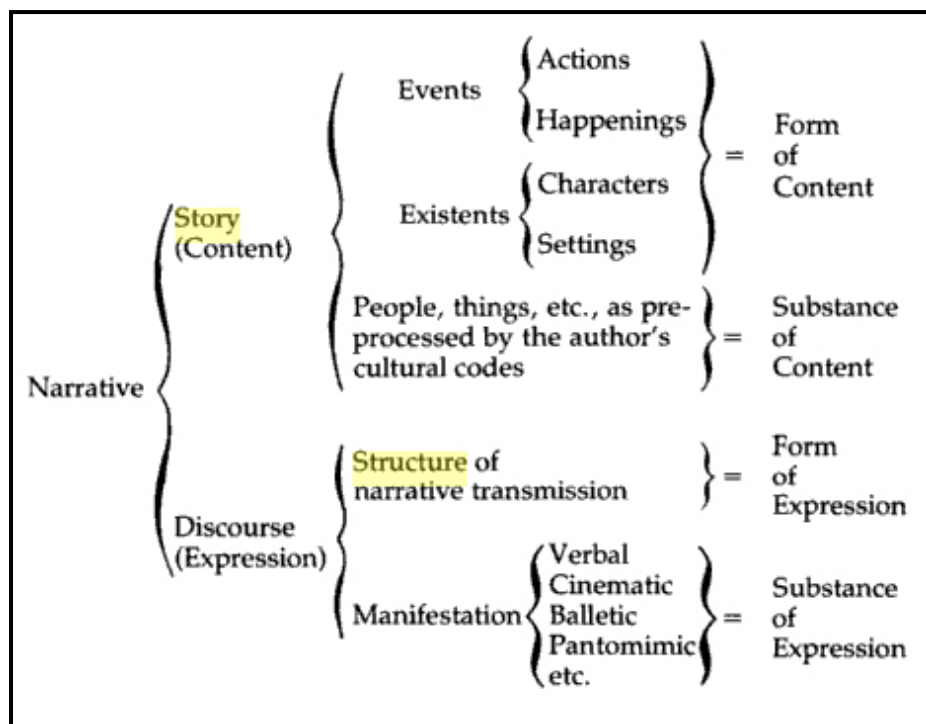 Events
Actions
Happenings
Existents
Characters
Settings
= Form
of
Content
Story
(Content)
People, things, etc., as pre-
processed by the author's
cultural codes
= Substance
of
Content
Narrative
Discourse
(Expression)
Structure of
narrative transmission
= Form
of
Expression
Manifestation
Verbal
Cinematic
Balletic
Pantomimic
etc.
= Substance
of
Expression